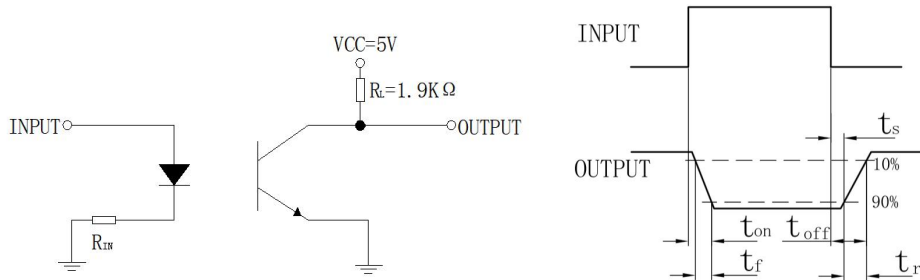 VCC=5V
RL=1.9KΩ
INPUT
OUTPUT
RIN
INPUT
ts
OUTPUT
10%
90%
ton
toff
tf
tr